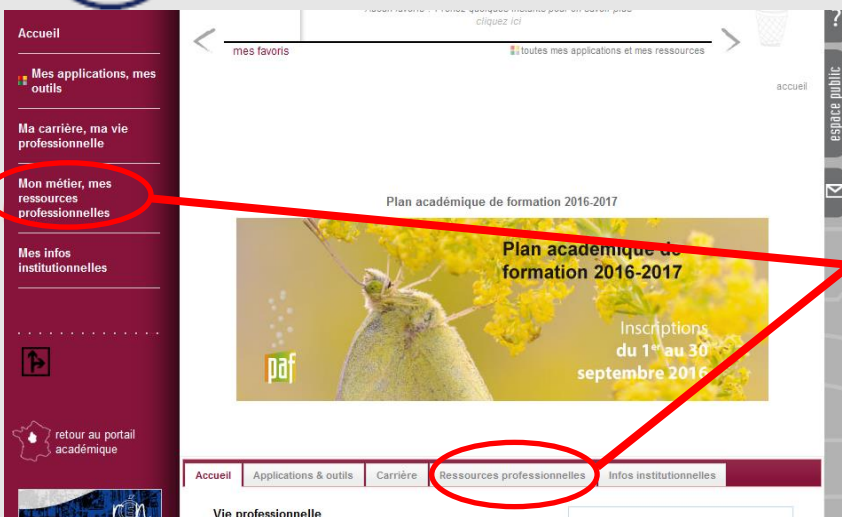 Accueil
Mes applications, mes
outils
Ma carrière, ma vie
professionnelle
Mon métier, mes
ressources
professionnelles
Mes infos
institutionnelles
retour au portail
académique
cliquez ici
mes favoris
toutes mes applications et mes ressources
accueil
?
espace public
Plan académique de formation 2016-2017
Plan académique de
formation 2016-2017
Inscriptions
du 1er au 30
septembre 2016
paf
Accueil
Applications & outils
Carrière
Ressources professionnelles
Infos institutionnelles
Vie professionnelle